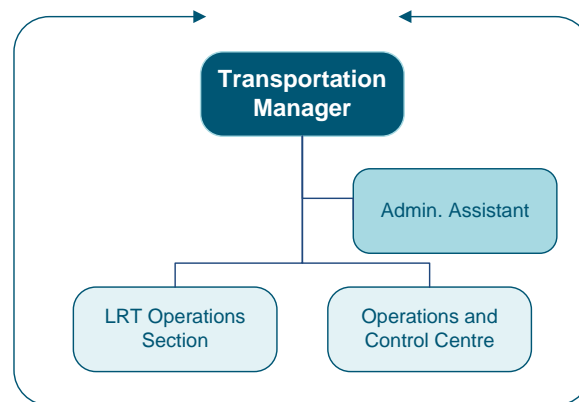 Transportation
Manager
Admin. Assistant
LRT Operations
Section
Operations and
Control Centre